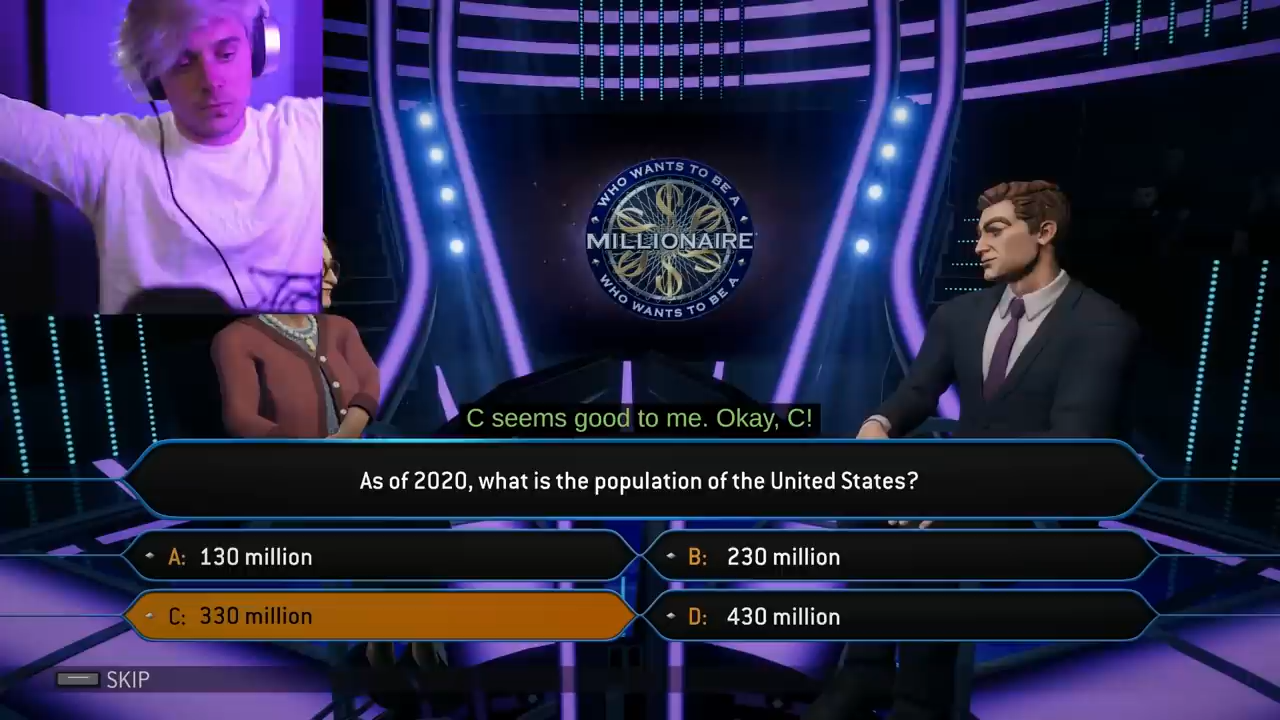 WHO WANTS TO BE A
MILLIONAIRE
WHO WANTS TO BE A
C seems good to me. Okay, C!
As of 2020, what is the population of the United States?
A: 130 million
B: 230 million
C: 330 million
D: 430 million
SKIP